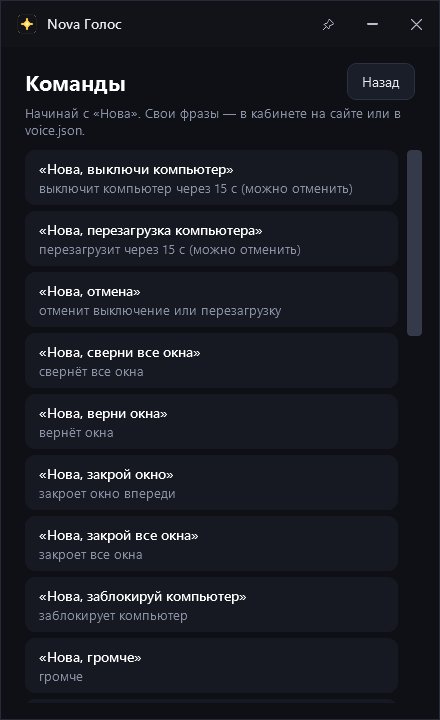 Nova Голос
Команды
Назад
Начинай с «Нова». Свои фразы — в кабинете на сайте или в
voice.json.
«Нова, выключи компьютер»
выключит компьютер через 15 с (можно отменить)
«Нова, перезагрузка компьютера»
перезагрузит через 15 с (можно отменить)
«Нова, отмена»
отменит выключение или перезагрузку
«Нова, сверни все окна»
свернёт все окна
«Нова, верни окна»
вернёт окна
«Нова, закрой окно»
закроет окно впереди
«Нова, закрой все окна»
закроет все окна
«Нова, заблокируй компьютер»
заблокирует компьютер
«Нова, громче»
громче